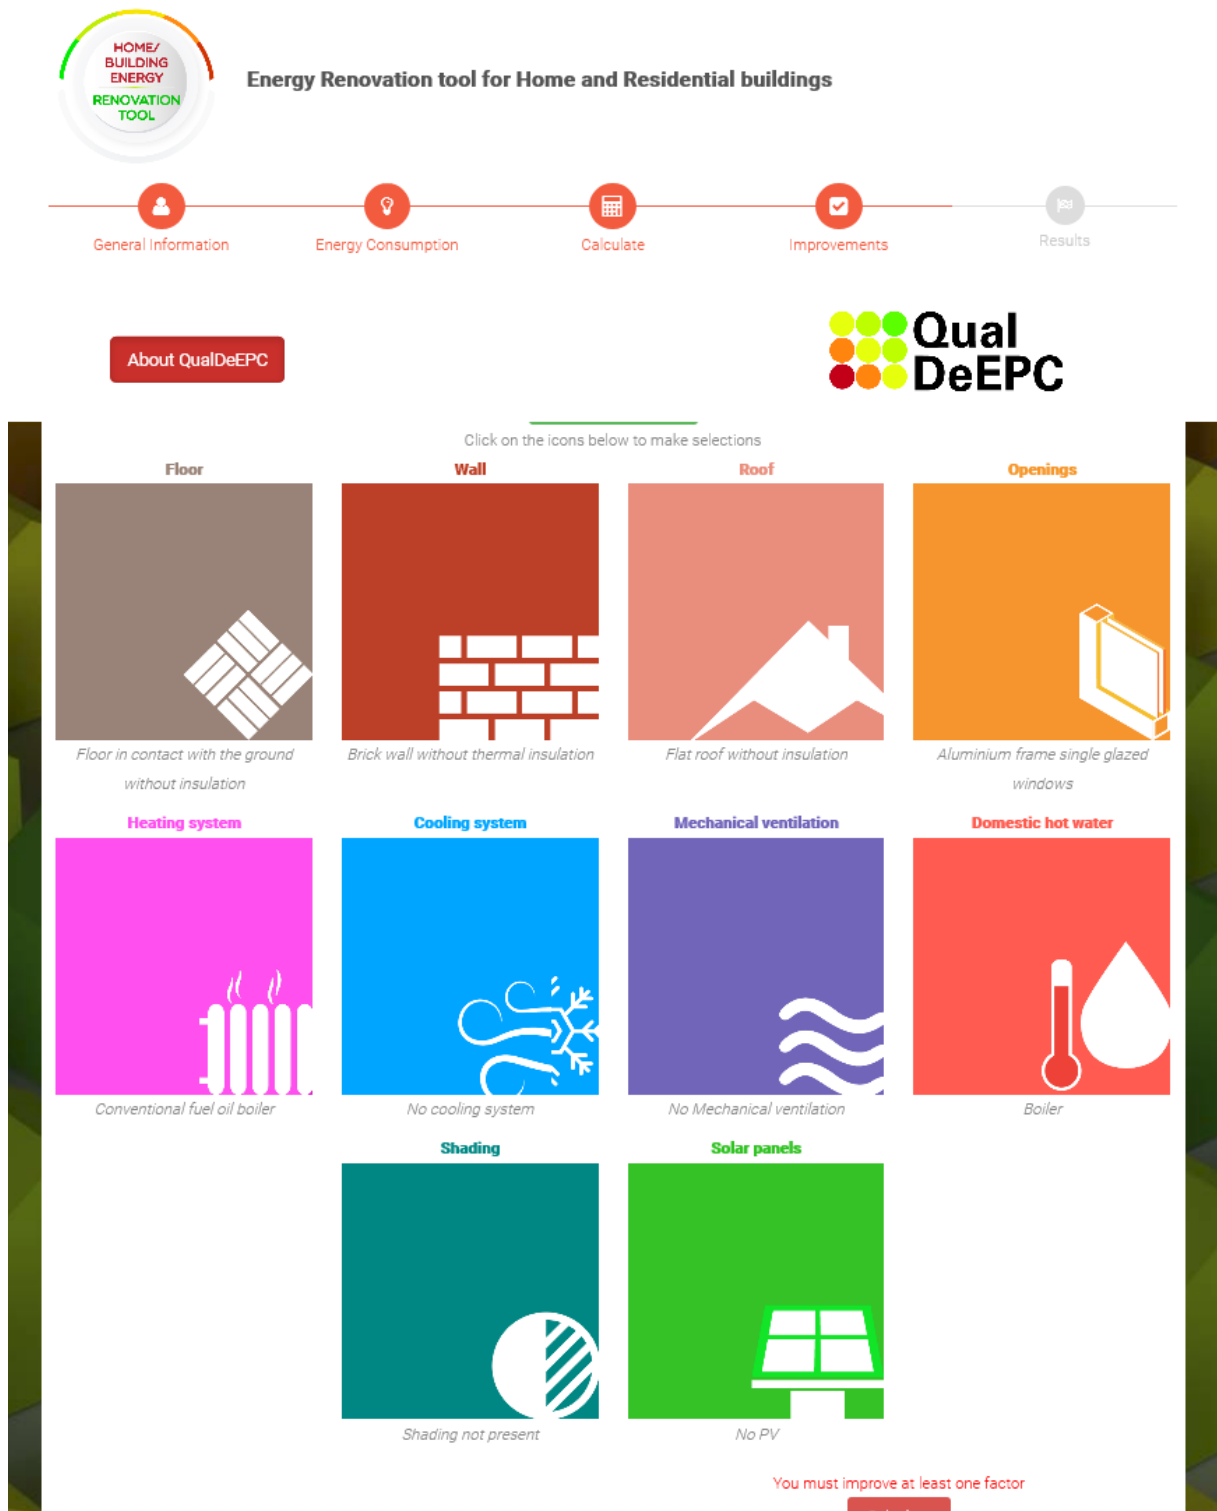 HOME/
BUILDING
ENERGY
RENOVATION
TOOL
Energy Renovation tool for Home and Residential buildings
General Information
Energy Consumption
Calculate
Improvements
Results
About QualDeEPC
Qual
DeEPC
Click on the icons below to make selections
Floor
Wall
Roof
Openings
Floor in contact with the ground
without insulation
Brick wall without thermal insulation
Flat roof without insulation
Aluminium frame single glazed
windows
Heating system
Cooling system
Mechanical ventilation
Domestic hot water
Conventional fuel oil boiler
No cooling system
No Mechanical ventilation
Boiler
Shading
Solar panels
Shading not present
No PV
You must improve at least one factor